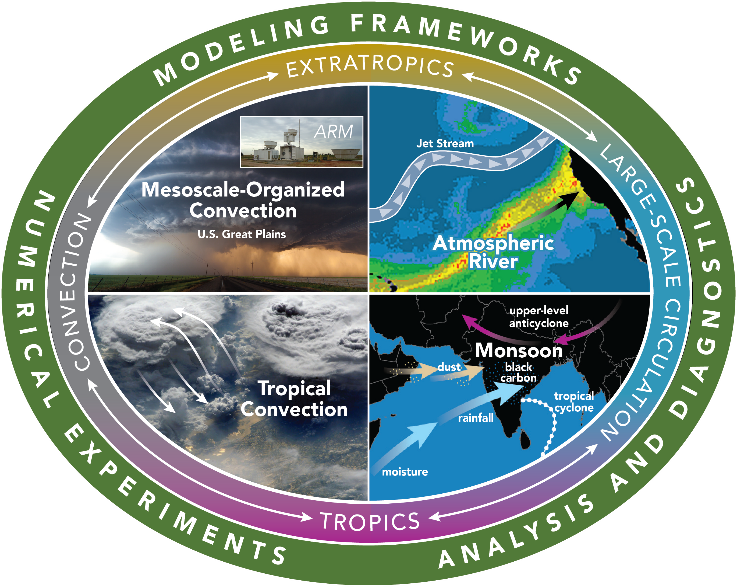 MODELING FRAMEWORKS
EXTRATROPICS
ARM
Mesoscale-Organized
Convection
U.S. Great Plains
Jet Stream
Atmospheric
River
CONVECTION
LARGE-SCALE CIRCULATION
NUMERICAL EXPERIMENTS
ANALYSIS AND DIAGONSTICS
Tropical
Convection
upper-level
anticyclone
Monsoon
dust
black
carbon
tropical
cyclone
rainfall
moisture
TROPICS